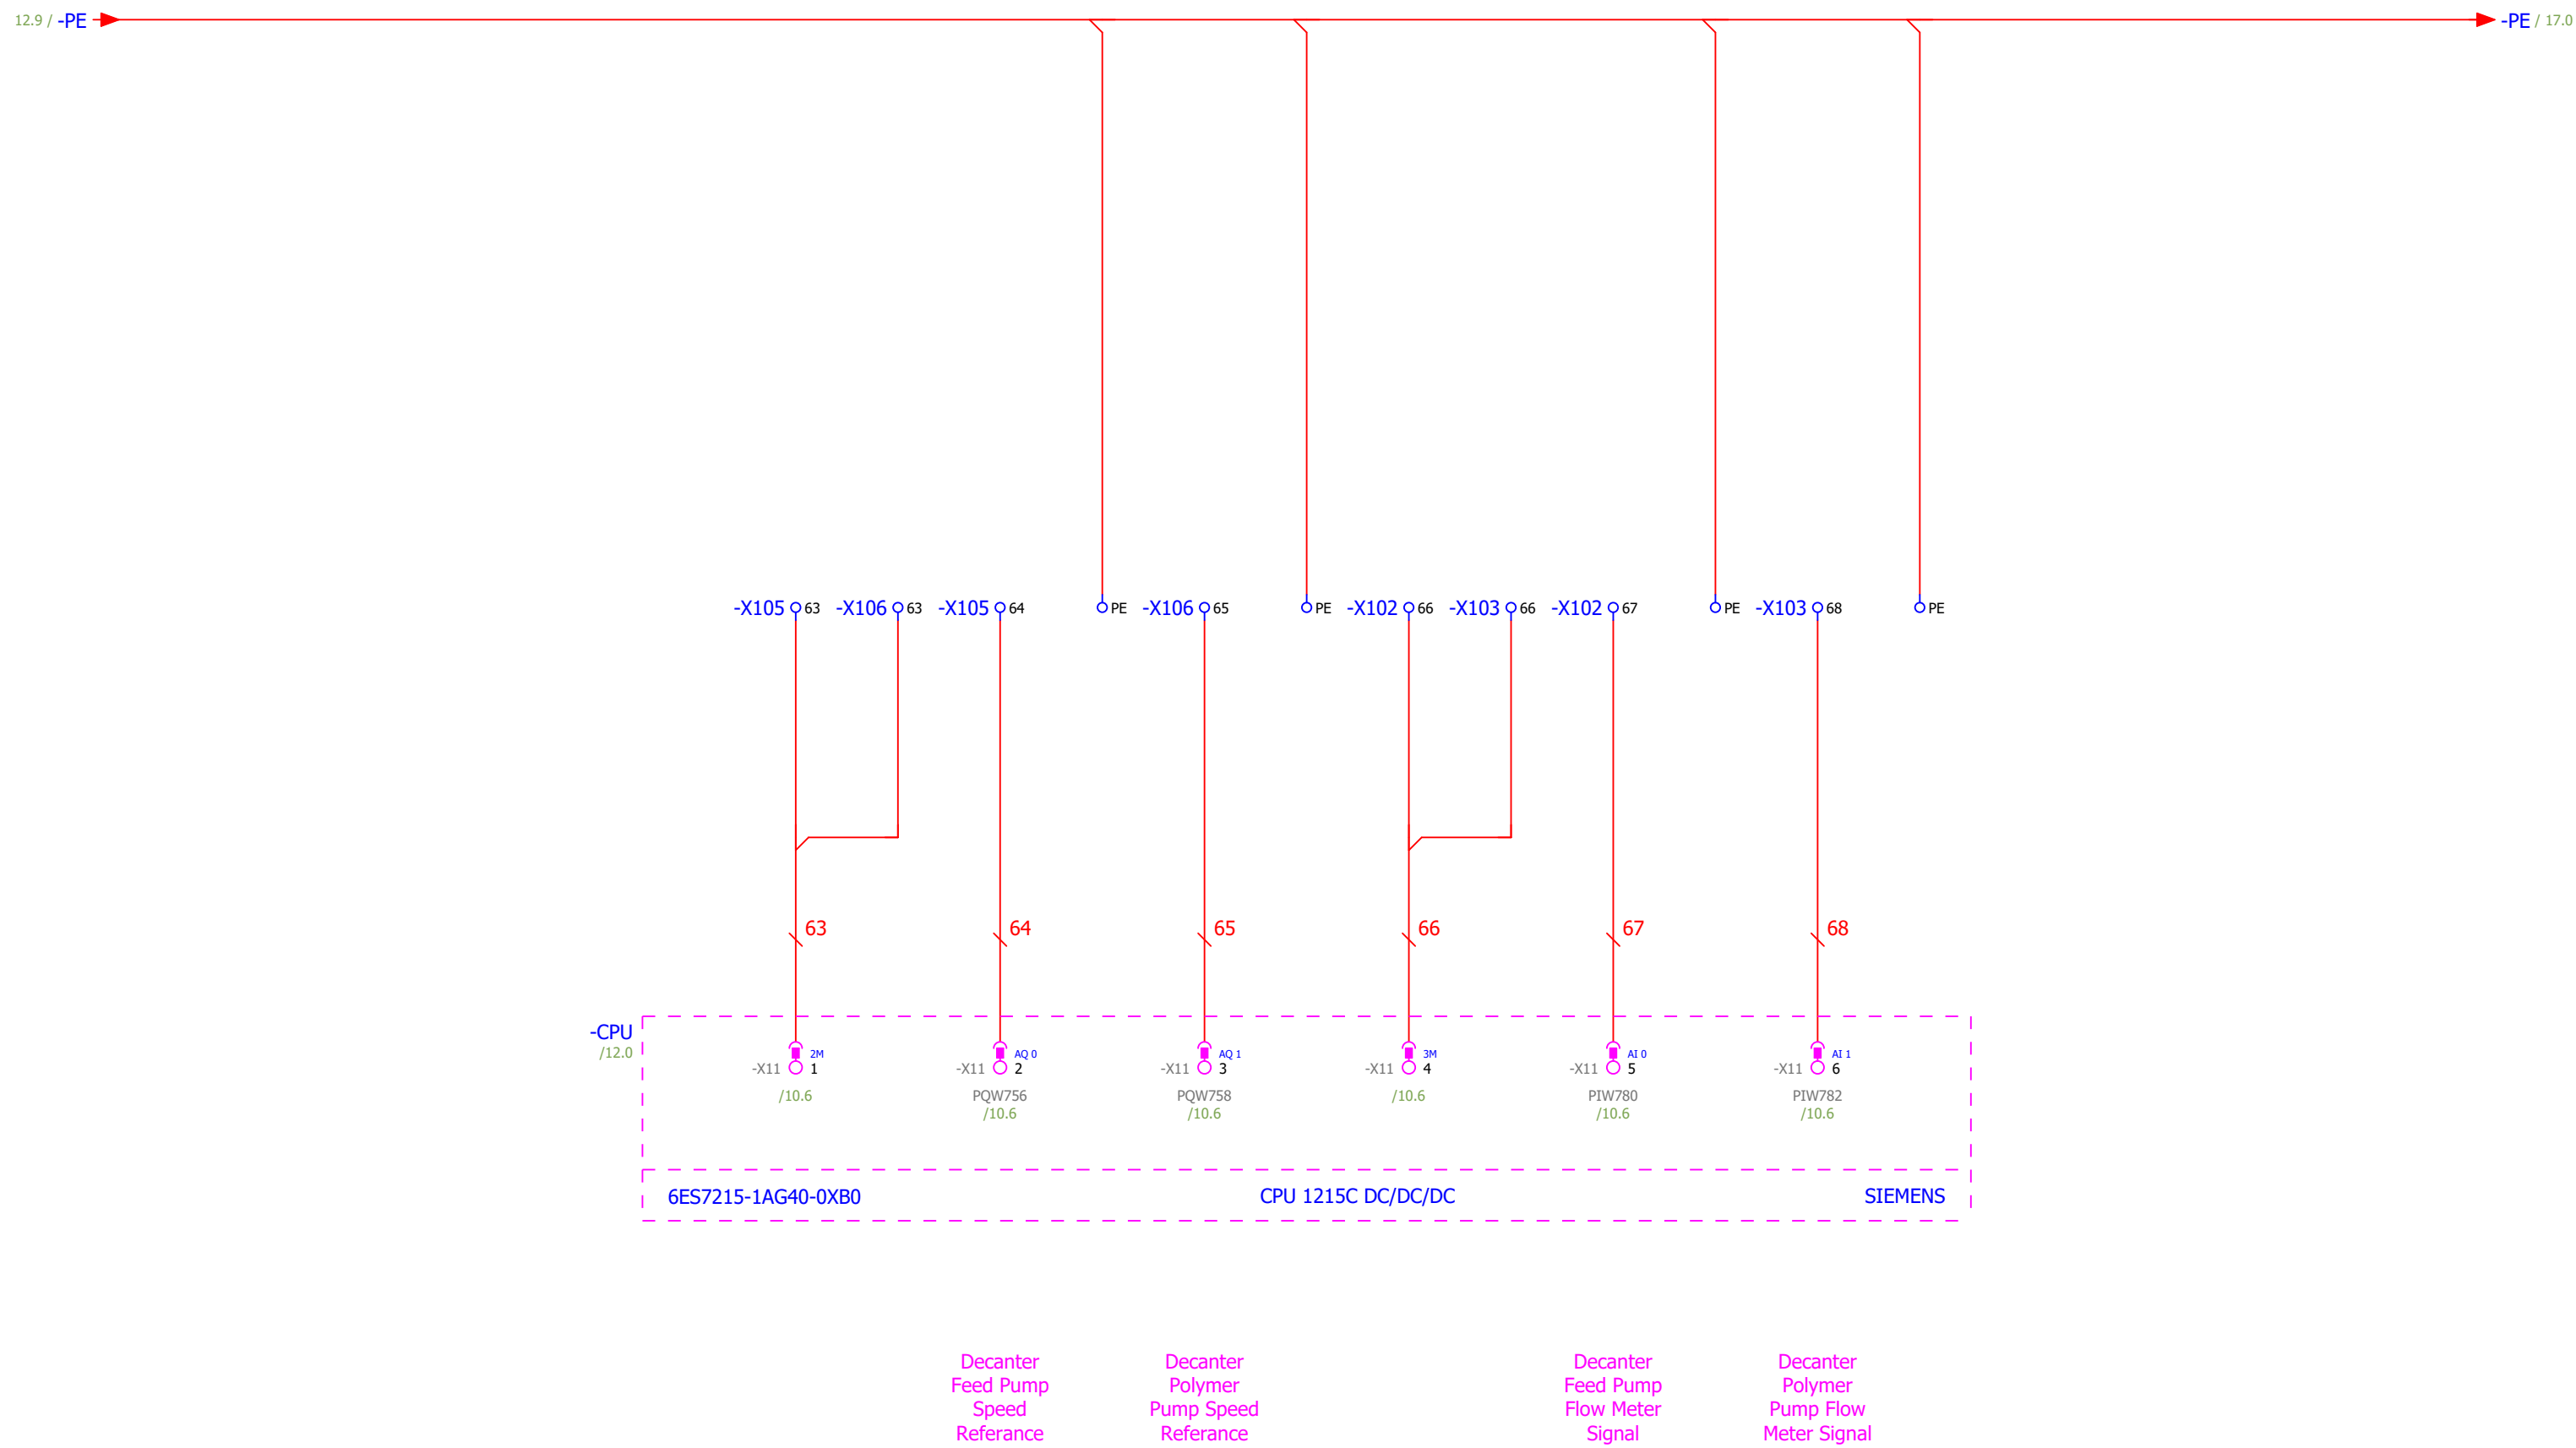 12.9 / -PE
-PE / 17.0
-X105 63 -X106 63 -X105 64 PE -X106 65 PE -X102 66 -X103 66 -X102 67 PE -X103 68 PE
63 64 65 66 67 68
-CPU
/12.0
2M AQ 0 AQ 1 3M AI 0 AI 1
-X11 1 -X11 2 -X11 3 -X11 4 -X11 5 -X11 6
/10.6 PQW756 PQW758 /10.6 PIW780 PIW782
/10.6 /10.6 /10.6 /10.6
6ES7215-1AG40-0XB0 CPU 1215C DC/DC/DC SIEMENS
Decanter
Feed Pump
Speed
Referance
Decanter
Polymer
Pump Speed
Referance
Decanter
Feed Pump
Flow Meter
Signal
Decanter
Polymer
Pump Flow
Meter Signal